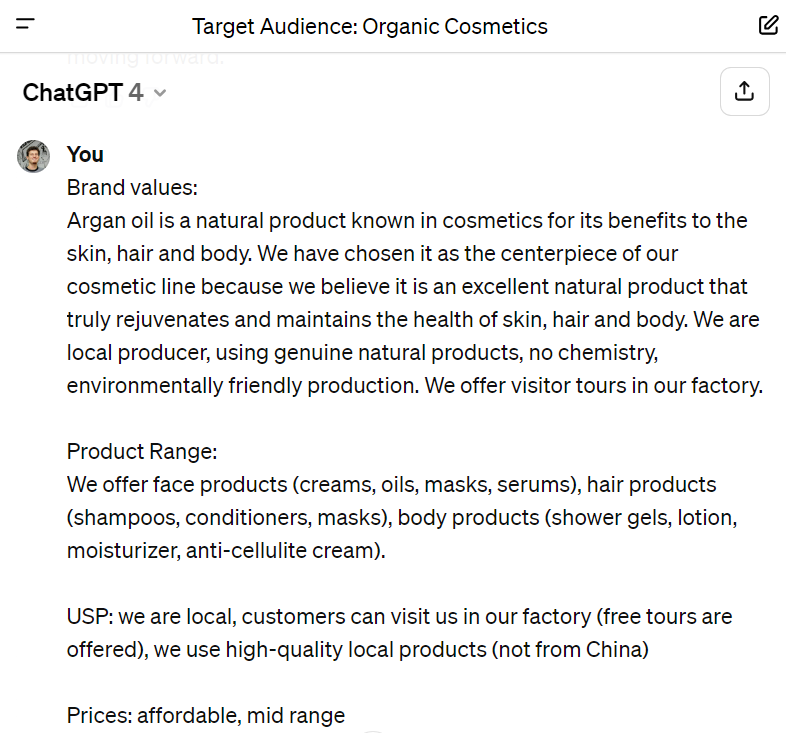 Target Audience: Organic Cosmetics
moving forward.
ChatGPT 4
You
Brand values:
Argan oil is a natural product known in cosmetics for its benefits to the
skin, hair and body. We have chosen it as the centerpiece of our
cosmetic line because we believe it is an excellent natural product that
truly rejuvenates and maintains the health of skin, hair and body. We are
local producer, using genuine natural products, no chemistry,
environmentally friendly production. We offer visitor tours in our factory.
Product Range:
We offer face products (creams, oils, masks, serums), hair products
(shampoos, conditioners, masks), body products (shower gels, lotion,
moisturizer, anti-cellulite cream).
USP: we are local, customers can visit us in our factory (free tours are
offered), we use high-quality local products (not from China)
Prices: affordable, mid range